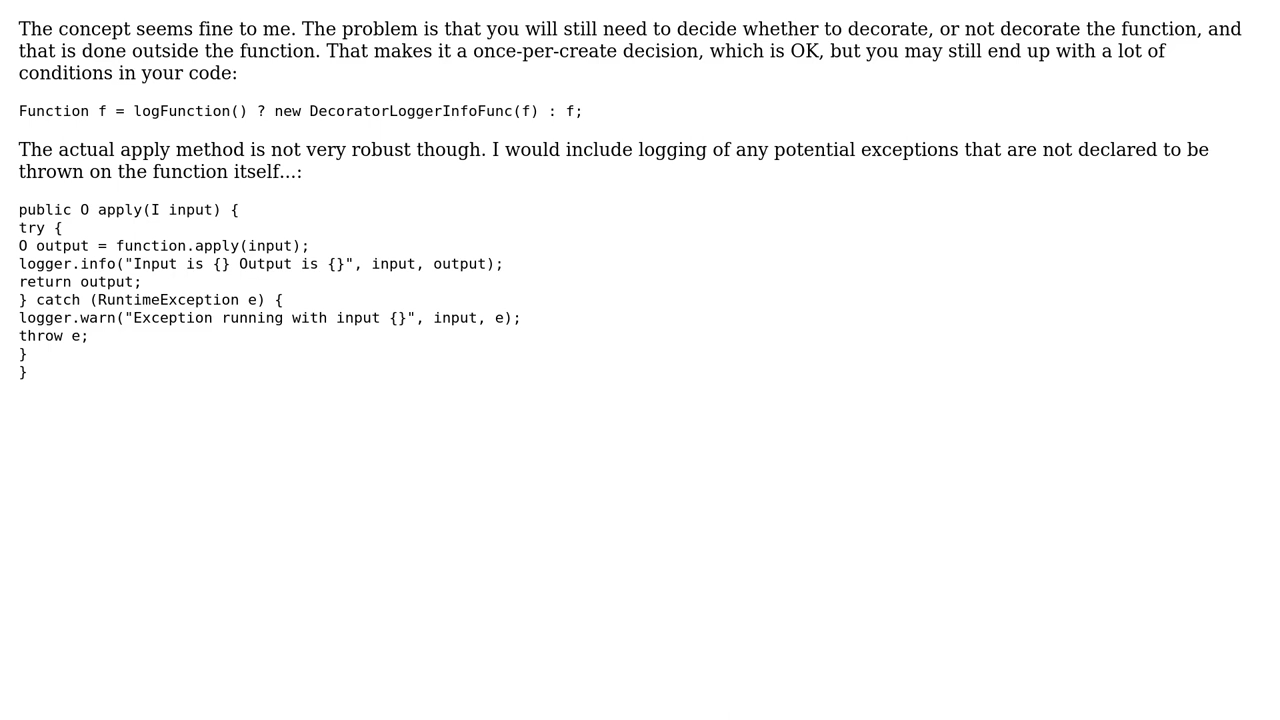 The concept seems fine to me. The problem is that you will still need to decide whether to decorate, or not decorate the function, and
that is done outside the function. That makes it a once-per-create decision, which is OK, but you may still end up with a lot of
conditions in your code:
Function f = logFunction() ? new DecoratorLoggerInfoFunc(f) : f;
The actual apply method is not very robust though. I would include logging of any potential exceptions that are not declared to be
thrown on the function itself...:
public O apply(I input) {
try {
O output = function.apply(input);
logger.info("Input is {} Output is {}", input, output);
return output;
} catch (RuntimeException e) {
logger.warn("Exception running with input {}", input, e);
throw e;
}
}